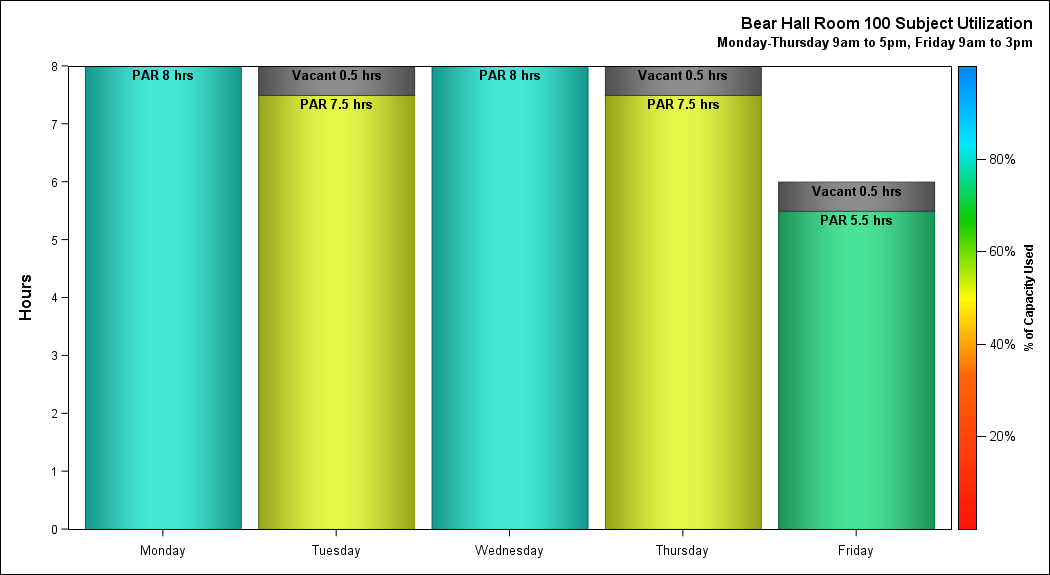 Bear Hall Room 100 Subject Utilization
Monday-Thursday 9am to 5pm, Friday 9am to 3pm
Hours
8
7
6
5
4
3
2
1
0
PAR 8 hrs
Vacant 0.5 hrs
PAR 7.5 hrs
PAR 8 hrs
Vacant 0.5 hrs
PAR 7.5 hrs
Vacant 0.5 hrs
PAR 5.5 hrs
Monday
Tuesday
Wednesday
Thursday
Friday
80%
60%
40%
20%
% of Capacity Used